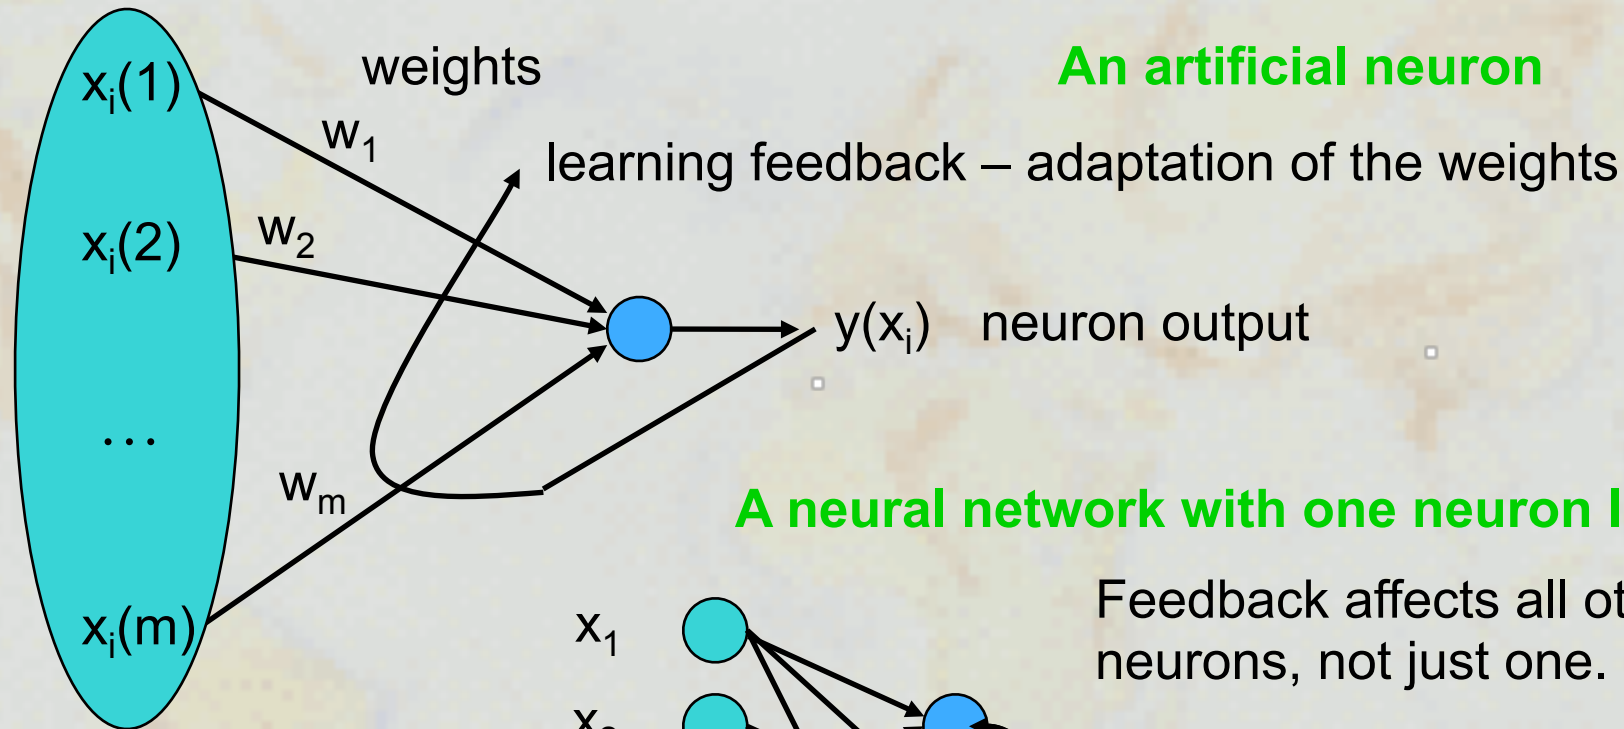 An artificial neuron
weights
x_i(1)
w_1
learning feedback – adaptation of the weights
x_i(2)
w_2
y(x_i) neuron output
...
w_m
A neural network with one neuron
Feedback affects all
neurons, not just one.
x_i(m)
x_1